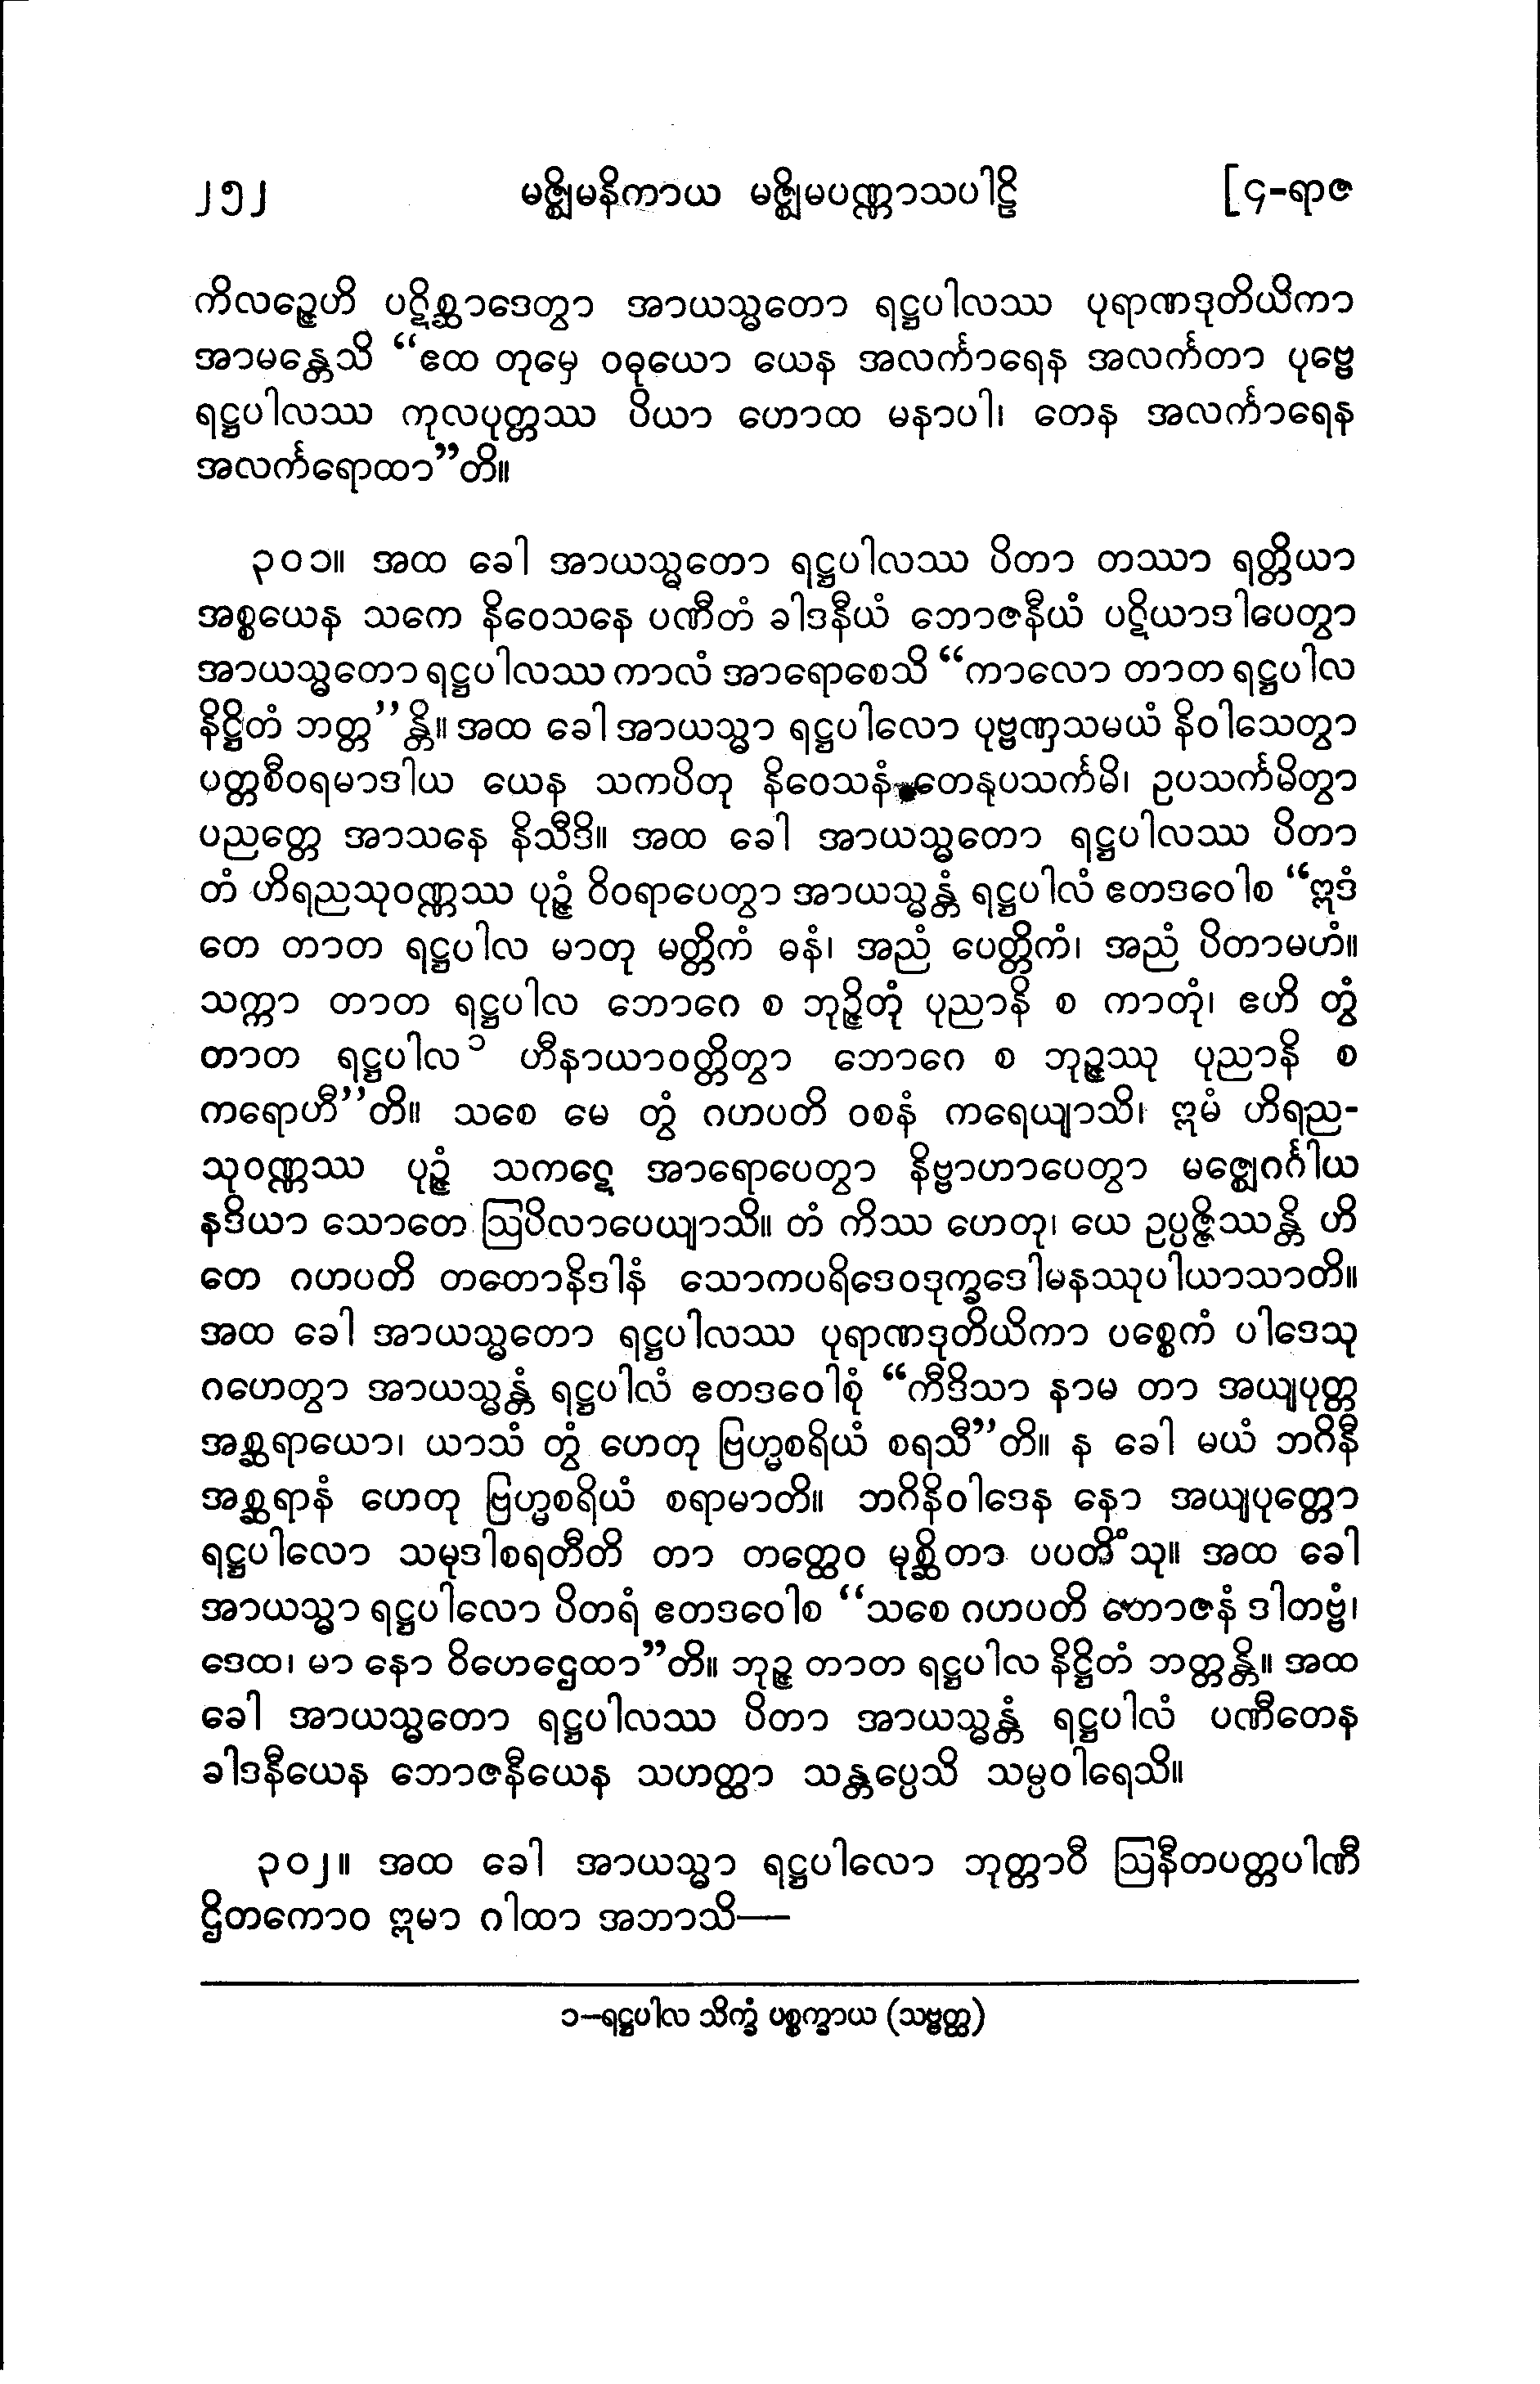 ၂၅၂ မဇ္ဈိမနိကာယ မဇ္ဈိမပဏ္ဏာသပါဠိ [၄-ရာဇ
ကိလဉ္ဇေဟိ ပဋိစ္ဆာဒေတွာ အာယသ္မတော ရဋ္ဌပါလဿ ပုရာဏဒုတိယိကာ
အာမန္တေသိ “ဧထ တုမှေ ဝဓုယော ယေန အလင်္ကာရေန အလင်္ကတာ ပုဗ္ဗေ
ရဋ္ဌပါလဿ ကုလပုတ္တဿ ပိယာ ဟောထ မနာပါ၊ တေန အလင်္ကာရေန
အလင်္ကရောထာ”တိ။
၃၀၁။ အထ ခေါ အာယသ္မတော ရဋ္ဌပါလဿ ပိတာ တဿာ ရတ္တိယာ
အစ္စယေန သကေ နိဝေသနေ ပဏီတံ ခါဒနီယံ ဘောဇနီယံ ပဋိယာဒါပေတွာ
အာယသ္မတော ရဋ္ဌပါလဿ ကာလံ အာရောစေသိ “ကာလော တာတ ရဋ္ဌပါလ
နိဋ္ဌိတံ ဘတ္တ”န္တိ။ အထ ခေါ အာယသ္မာ ရဋ္ဌပါလော ပုဗ္ဗဏှသမယံ နိဝါသေတွာ
ပတ္တစီဝရမာဒါယ ယေန သကပိတု နိဝေသနံ တေနုပသင်္ကမိ၊ ဥပသင်္ကမိတွာ
ပညတ္တေ အာသနေ နိသီဒိ။ အထ ခေါ အာယသ္မတော ရဋ္ဌပါလဿ ပိတာ
တံ ဟိရညသုဝဏ္ဏဿ ပုဉ္ဇံ ဝိဝရာပေတွာ အာယသ္မန္တံ ရဋ္ဌပါလံ ဧတဒဝေါစ “ဣဒံ
တေ တာတ ရဋ္ဌပါလ မာတု မတ္တိကံ ဓနံ၊ အညံ ပေတ္တိကံ၊ အညံ ပိတာမဟံ။
သက္ကာ တာတ ရဋ္ဌပါလ ဘောဂေ စ ဘုဉ္ဇိတုံ ပုညာနိ စ ကာတုံ၊ ဧဟိ တွံ
တာတ ရဋ္ဌပါလ ၁ ဟီနာယာဝတ္တိတွာ ဘောဂေ စ ဘုဉ္ဇဿု ပုညာနိ စ
ကရောဟီ”တိ။ သစေ မေ တွံ ဂဟပတိ ဝစနံ ကရေယျာသိ၊ ဣမံ ဟိရည-
သုဝဏ္ဏဿ ပုဉ္ဇံ သကဋေ အာရောပေတွာ နိဗ္ဗာဟာပေတွာ မဇ္ဈေဂင်္ဂါယ
နဒိယာ သောတေ ဩပိလာပေယျာသိ။ တံ ကိဿ ဟေတု၊ ယေ ဥပ္ပဇ္ဇိဿန္တိ ဟိ
တေ ဂဟပတိ တတောနိဒါနံ သောကပရိဒေဝဒုက္ခဒေါမနဿုပါယာသာတိ။
အထ ခေါ အာယသ္မတော ရဋ္ဌပါလဿ ပုရာဏဒုတိယိကာ ပစ္စေကံ ပါဒေသု
ဂဟေတွာ အာယသ္မန္တံ ရဋ္ဌပါလံ ဧတဒဝေါစုံ “ကီဒိသာ နာမ တာ အယျပုတ္တ
အစ္ဆရာယော၊ ယာသံ တွံ ဟေတု ဗြဟ္မစရိယံ စရသီ”တိ။ န ခေါ မယံ ဘဂိနီ
အစ္ဆရာနံ ဟေတု ဗြဟ္မစရိယံ စရာမာတိ။ ဘဂိနိဝါဒေန နော အယျပုတ္တော
ရဋ္ဌပါလော သမုဒါစရတီတိ တာ တတ္ထေဝ မုစ္ဆိတာ ပပတိံသု။ အထ ခေါ
အာယသ္မာ ရဋ္ဌပါလော ပိတရံ ဧတဒဝေါစ “သစေ ဂဟပတိ ဘောဇနံ ဒါတဗ္ဗံ၊
ဒေထ၊ မာ နော ဝိဟေဌေထာ”တိ။ ဘုဉ္ဇ တာတ ရဋ္ဌပါလ နိဋ္ဌိတံ ဘတ္တန္တိ။ အထ
ခေါ အာယသ္မတော ရဋ္ဌပါလဿ ပိတာ အာယသ္မန္တံ ရဋ္ဌပါလံ ပဏီတေန
ခါဒနီယေန ဘောဇနီယေန သဟတ္ထာ သန္တပ္ပေသိ သမ္ပဝါရေသိ။
၃၀၂။ အထ ခေါ အာယသ္မာ ရဋ္ဌပါလော ဘုတ္တာဝီ ဩနီတပတ္တပါဏီ
ဌိတကောဝ ဣမာ ဂါထာ အဘာသိ—
၁–ရဋ္ဌပါလ သိက္ခံ ပစ္စက္ခာယ (သဗ္ဗတ္ထ)